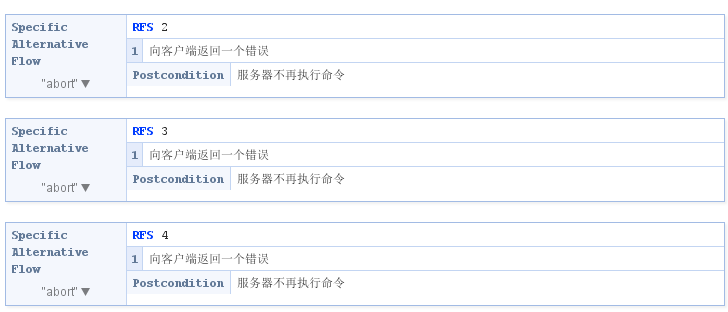 Specific
Alternative
Flow
"abort" ▼
RFS 2
1 向客户端返回一个错误
Postcondition 服务器不再执行命令
Specific
Alternative
Flow
"abort" ▼
RFS 3
1 向客户端返回一个错误
Postcondition 服务器不再执行命令
Specific
Alternative
Flow
"abort" ▼
RFS 4
1 向客户端返回一个错误
Postcondition 服务器不再执行命令